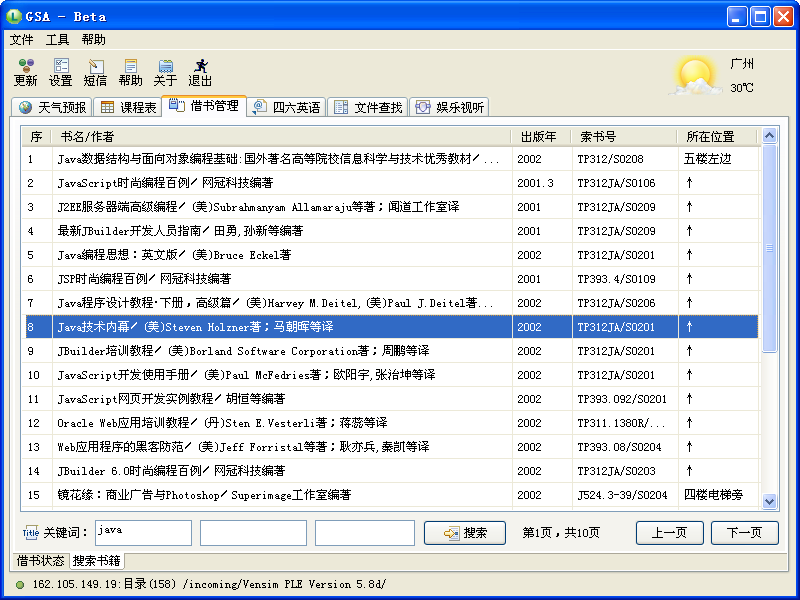 GSA - Beta
文件 工具 帮助
更新 设置 短信 帮助 关于 退出
广州
30℃
天气预报 课程表 借书管理 四六英语 文件查找 娱乐视听
序 书名/作者 出版年 索书号 所在位置
1 Java数据结构与面向对象编程基础:国外著名高等院校信息科学与技术优秀教材/... 2002 TP312/S0208 五楼左边
2 JavaScript时尚编程百例/ 网冠科技编著 2001.3 TP312JA/S0106 ↑
3 J2EE服务器端高级编程/ (美)Subrahmanyam Allamaraju等著；闻道工作室译 2001 TP312JA/S0209 ↑
4 最新JBuilder开发人员指南/ 田勇,孙新等编著 2001 TP312JA/S0209 ↑
5 Java编程思想：英文版/ (美)Bruce Eckel著 2002 TP312JA/S0201 ↑
6 JSP时尚编程百例/ 网冠科技编著 2001 TP393.4/S0109 ↑
7 Java程序设计教程·下册，高级篇/ (美)Harvey M.Deitel,(美)Paul J.Deitel著... 2002 TP312JA/S0206 ↑
8 Java技术内幕/ (美)Steven Holzner著；马朝晖等译 2002 TP312JA/S0201 ↑
9 JBuilder培训教程/ (美)Borland Software Corporation著；周鹏等译 2002 TP312JA/S0201 ↑
10 JavaScript开发使用手册/ (美)Paul McFedries著；欧阳宇,张治坤等译 2002 TP312JA/S0201 ↑
11 JavaScript网页开发实例教程/ 胡恒等编著 2002 TP393.092/S0201 ↑
12 Oracle Web应用培训教程/ (丹)Sten E.Vesterli著；蒋蕊等译 2002 TP311.1380R/... ↑
13 Web应用程序的黑客防范/ (美)Jeff Forristal等著；耿亦兵,秦凯等译 2002 TP393.08/S0204 ↑
14 JBuilder 6.0时尚编程百例/ 网冠科技编著 2002 TP312JA/S0203 ↑
15 镜花缘：商业广告与Photoshop/ Superimage工作室编著 2002 J524.3-39/S0204 四楼电梯旁
Title 关键词： java 搜索 第1页，共10页 上一页 下一页
借书状态 搜索书籍
162.105.149.19:目录(158) /incoming/Vensim PLE Version 5.8d/